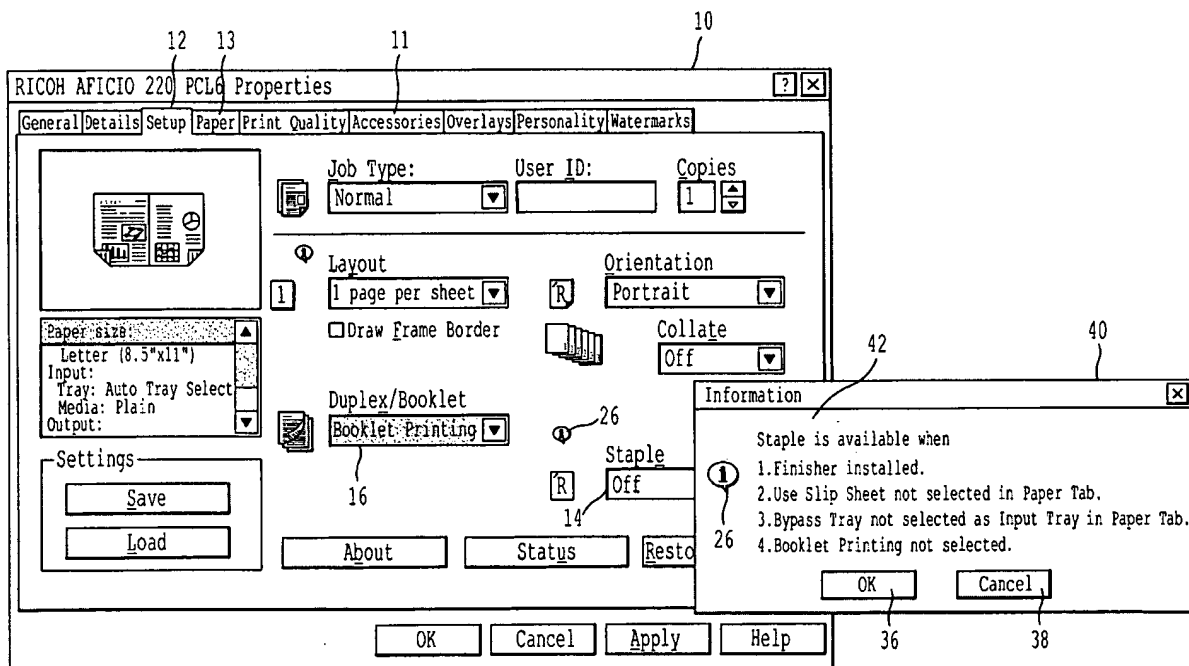 10
12 13 11
RICOH AFICIO 220 PCL6 Properties ?
General Details Setup Paper Print Quality Accessories Overlays Personality Watermarks
Job Type: User ID: Copies
Normal 1
i
Layout Orientation
1 1 page per sheet R Portrait
Draw Frame Border Collate
Off
Paper size:
Letter (8.5"x11")
Input:
Tray: Auto Tray Select
Media: Plain
Output:
Duplex/Booklet
Booklet Printing
16
i 26
Staple
R Off
14
Settings
Save
Load
About Status Resto
OK Cancel Apply Help
40
42
Information
Staple is available when
i 1.Finisher installed.
2.Use Slip Sheet not selected in Paper Tab.
3.Bypass Tray not selected as Input Tray in Paper Tab.
26 4.Booklet Printing not selected.
OK Cancel
36 38